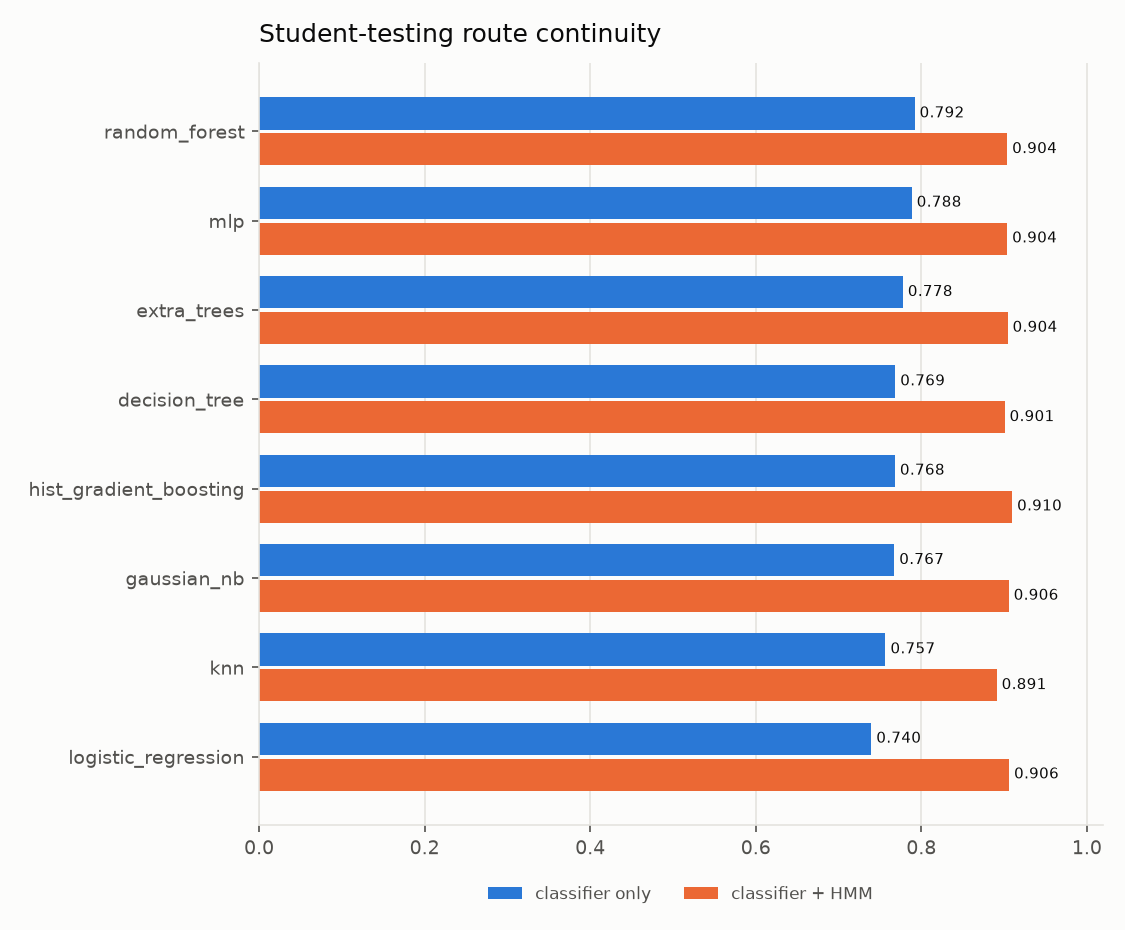 Student-testing route continuity
random_forest
0.792
0.904
mlp
0.788
0.904
extra_trees
0.778
0.904
decision_tree
0.769
0.901
hist_gradient_boosting
0.768
0.910
gaussian_nb
0.767
0.906
knn
0.757
0.891
logistic_regression
0.740
0.906
0.0 0.2 0.4 0.6 0.8 1.0
classifier only classifier + HMM